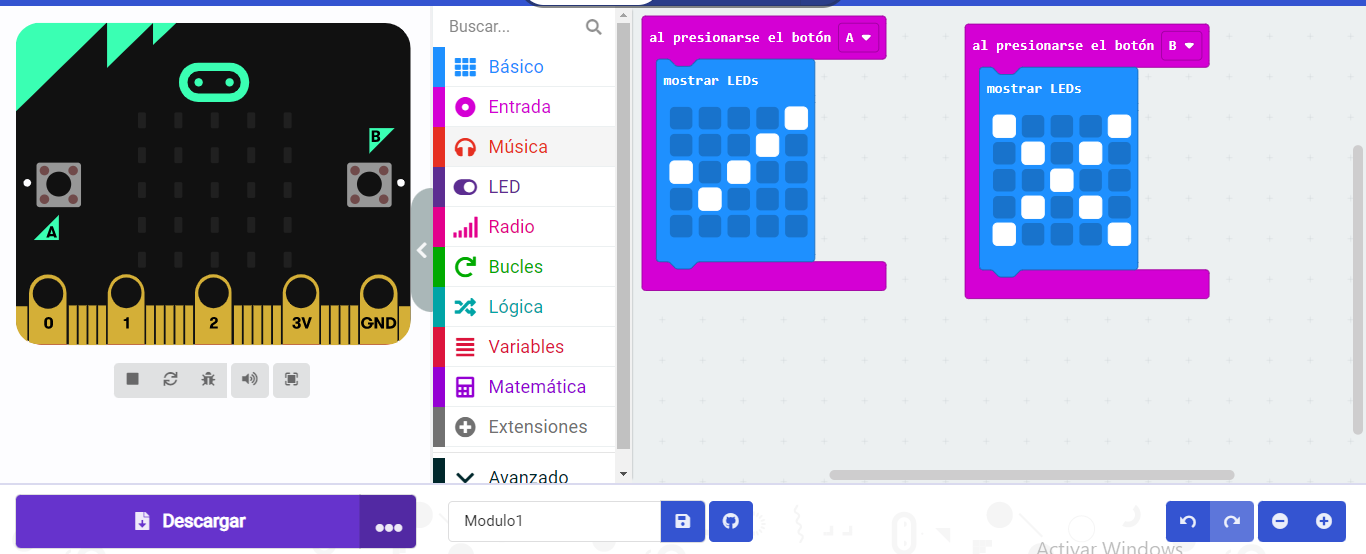 B
A
0
1
2
3V
GND
Descargar
Buscar...
Básico
Entrada
Música
LED
Radio
Bucles
Lógica
Variables
Matemática
Extensiones
Avanzado
Modulo1
al presionarse el botón A
mostrar LEDs
al presionarse el botón B
mostrar LEDs
Activar Windows